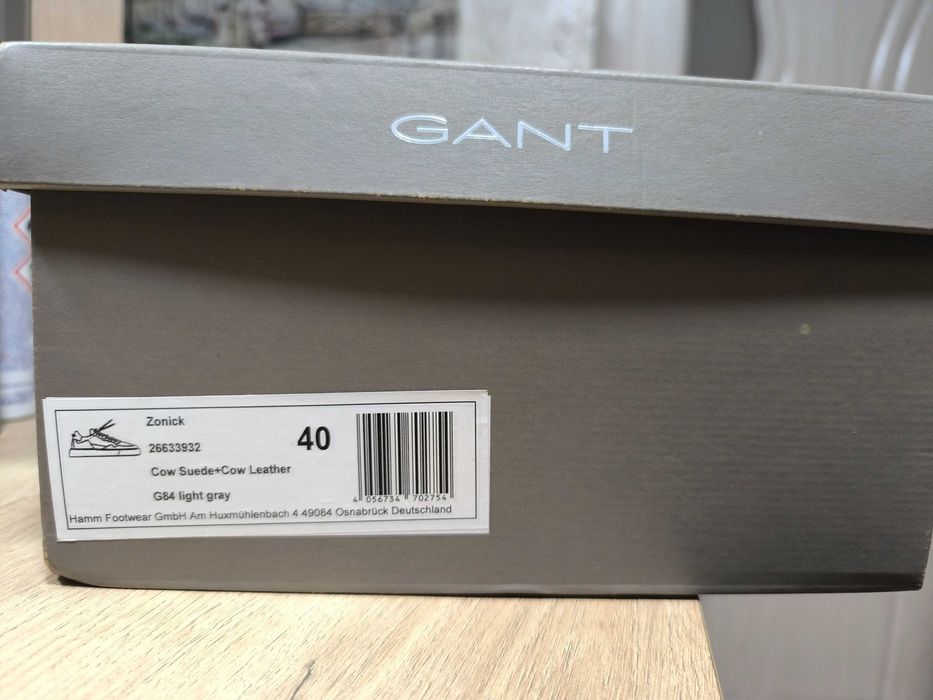 GANT
Zonick
26633932
40
Cow Suede+Cow Leather
G84 light gray
4 056734 702754
Hamm Footwear GmbH Am Huxmühlenbach 4 49084 Osnabrück Deutschland